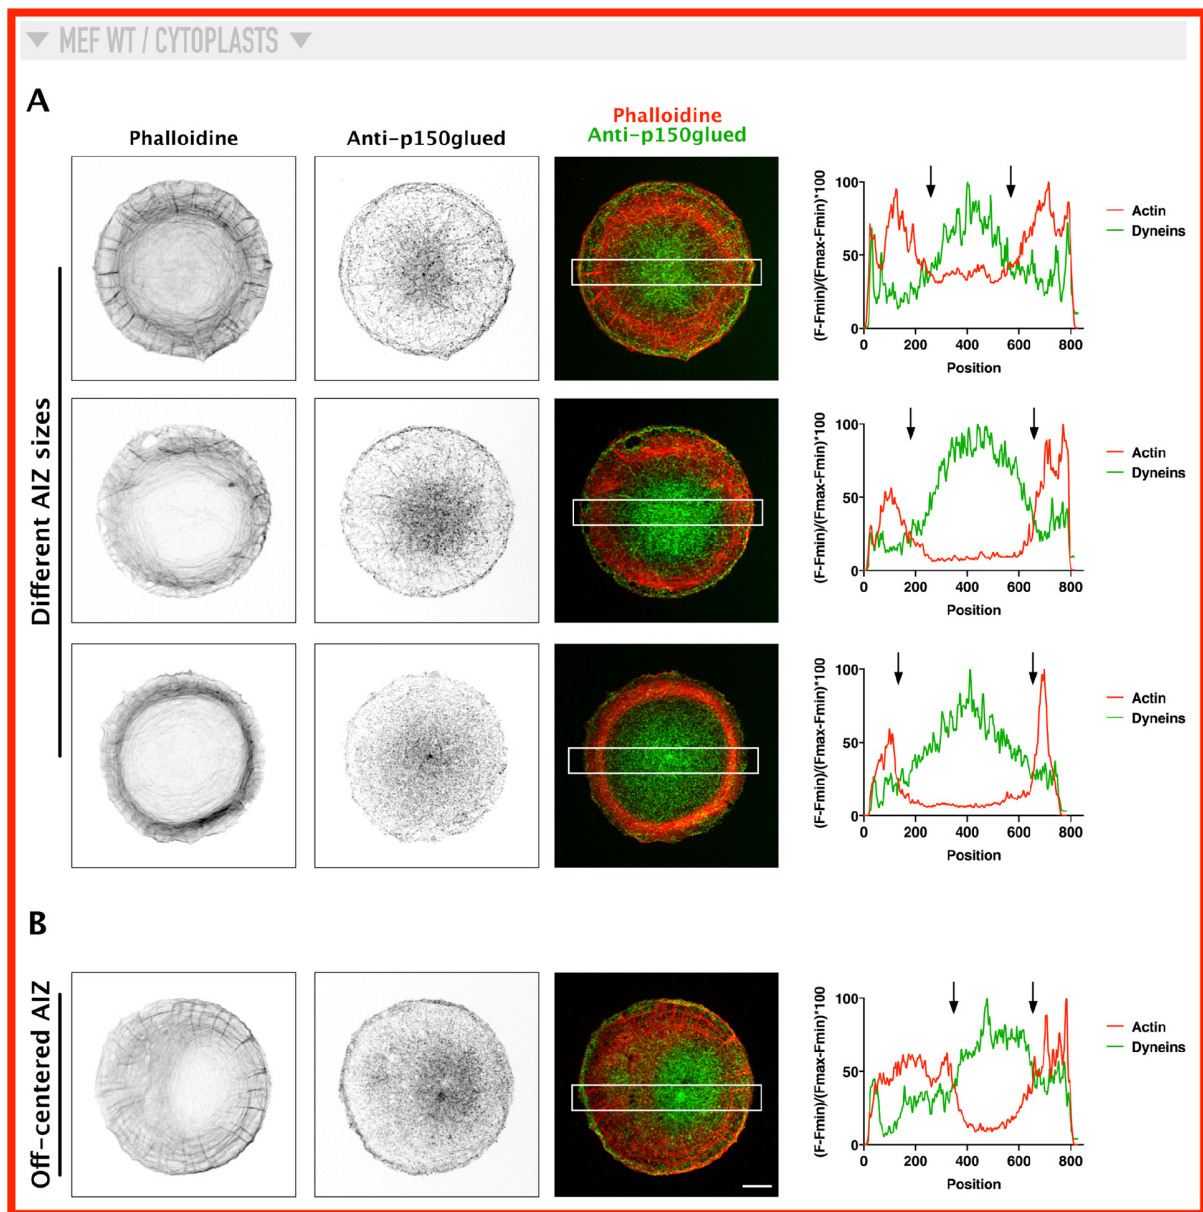 MEF WT / CYTOPLASTS
A
Phalloidine
Anti-p150glued
Phalloidine
Anti-p150glued
Different AIZ sizes
(F-Fmin)/(Fmax-Fmin)*100
100
50
0
0 200 400 600 800
Position
Actin
Dyneins
(F-Fmin)/(Fmax-Fmin)*100
100
50
0
0 200 400 600 800
Position
Actin
Dyneins
(F-Fmin)/(Fmax-Fmin)*100
100
50
0
0 200 400 600 800
Position
Actin
Dyneins
B
Off-centered AIZ
(F-Fmin)/(Fmax-Fmin)*100
100
50
0
0 200 400 600 800
Position
Actin
Dyneins